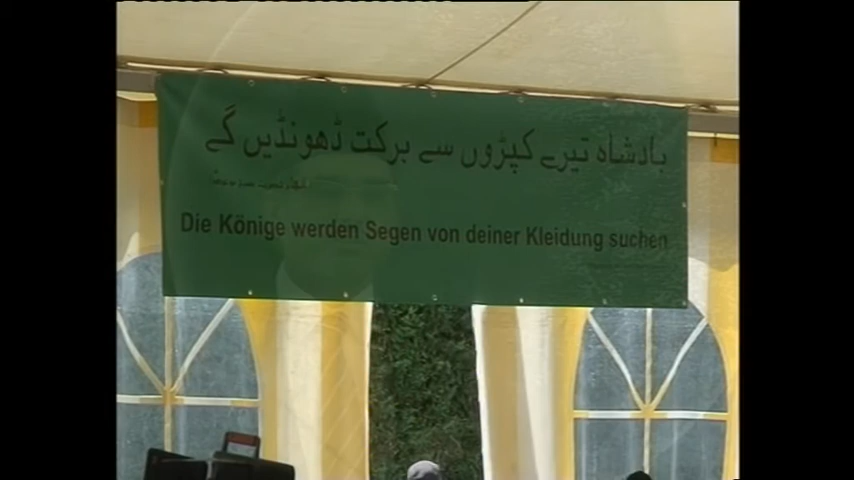 بادشاہ تیرے کپڑوں سے برکت ڈھونڈیں گے
Die Könige werden Segen von deiner Kleidung suchen